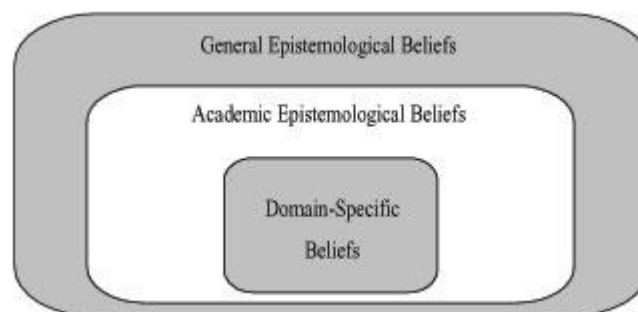 General Epistemological Beliefs
Academic Epistemological Beliefs
Domain-Specific
Beliefs